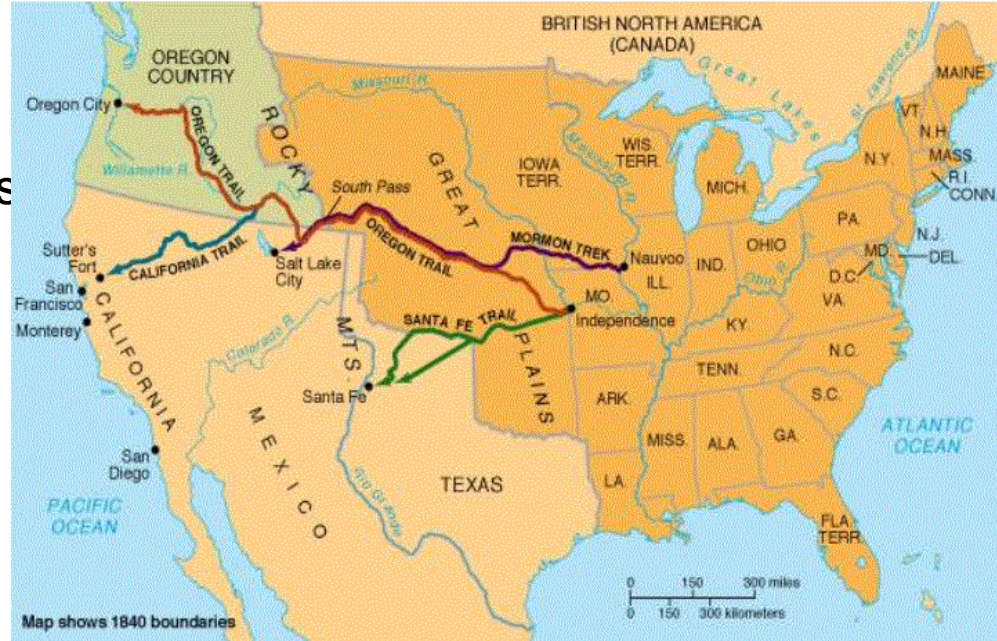 BRITISH NORTH AMERICA
(CANADA)
OREGON
COUNTRY
Oregon City
OREGON TRAIL
Willamette R.
ROCKY
MTS.
Missouri R.
GREAT
PLAINS
Great Lakes
St. Lawrence R.
MAINE
VT.
N.H.
MASS.
R.I.
CONN.
N.Y.
WIS.
TERR.
IOWA
TERR.
Mississippi R.
MICH.
PA.
N.J.
DEL.
MD.
D.C.
OHIO
IND.
ILL.
Ohio R.
VA.
KY.
N.C.
TENN.
S.C.
South Pass
OREGON TRAIL
MORMON TREK
Nauvoo
Salt Lake
City
CALIFORNIA TRAIL
Sutter's
Fort
San
Francisco
Monterey
CALIFORNIA
Colorado R.
SANTA FE TRAIL
MO.
Independence
Santa Fe
ARK.
MISS.
ALA.
GA.
LA.
FLA.
TERR.
San
Diego
MEXICO
Rio Grande
TEXAS
PACIFIC
OCEAN
ATLANTIC
OCEAN
0 150 300 miles
0 150 300 kilometers
Map shows 1840 boundaries
s